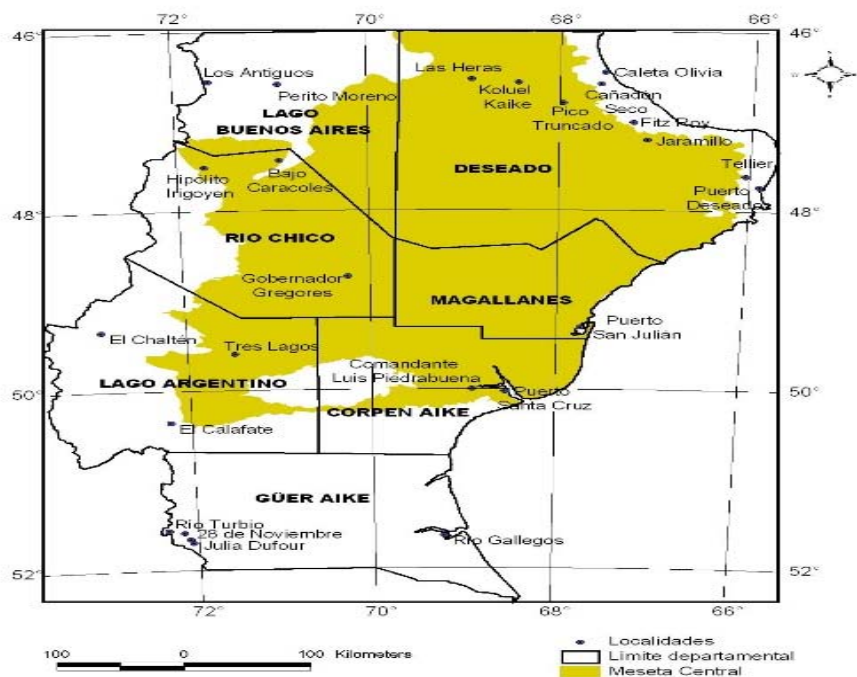 72° 70° 68° 66°
46° 46°
Los Antiguos
Perito Moreno
LAGO
BUENOS AIRES
Las Heras
Koluel
Kaike
Pico
Truncado
Caleta Olivia
Cañadón
Seco
Fitz Roy
Jaramillo
Tellier
Puerto
Deseado
Hipólito
Irigoyen
Bajo
Caracoles
DESEADO
48° 48°
RIO CHICO
Gobernador
Gregores
MAGALLANES
Puerto
San Julián
El Chaltén
Tres Lagos
Comandante
Luis Piedrabuena
LAGO ARGENTINO
CORPEN AIKE
Puerto
Santa Cruz
50° 50°
El Calafate
GÜER AIKE
Rio Turbio
28 de Noviembre
Julia Dufour
Rio Gallegos
52° 52°
72° 70° 68° 66°
100 0 100 Kilometers
Localidades
Límite departamental
Meseta Central